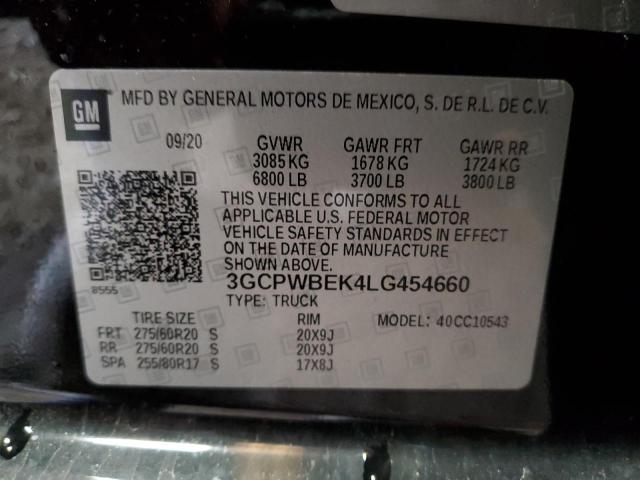 GM
MFD BY GENERAL MOTORS DE MEXICO, S. DE R.L. DE C.V.
09/20 GVWR GAWR FRT GAWR RR
3085 KG 1678 KG 1724 KG
6800 LB 3700 LB 3800 LB
THIS VEHICLE CONFORMS TO ALL
APPLICABLE U.S. FEDERAL MOTOR
VEHICLE SAFETY STANDARDS IN EFFECT
ON THE DATE OF MANUFACTURE
SHOWN ABOVE.
8555 3GCPWBEK4LG454660
TYPE: TRUCK
TIRE SIZE RIM MODEL: 40CC10543
FRT 275/60R20 S 20X9J
RR 275/60R20 S 20X9J
SPA 255/80R17 S 17X8J